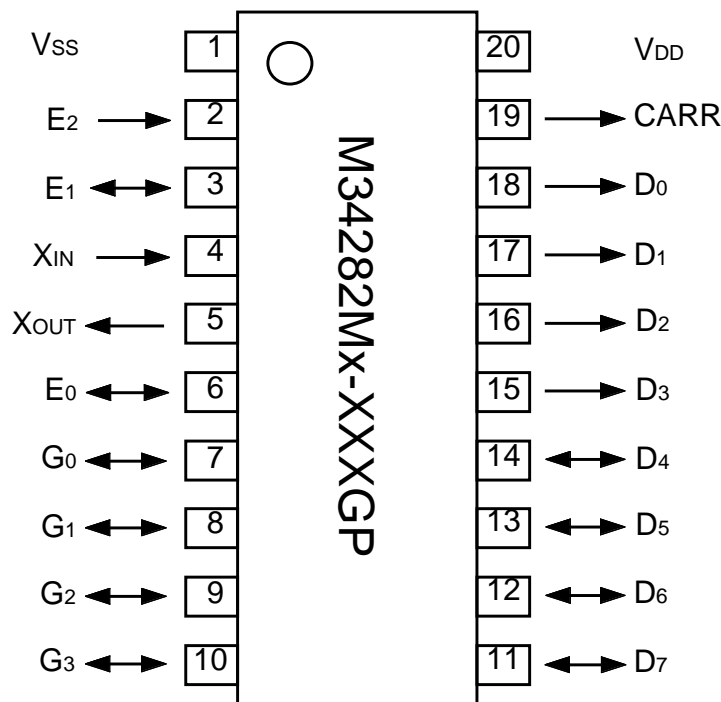 VSS 1 20 VDD
E2 2 19 CARR
E1 3 18 D0
XIN 4 17 D1
XOUT 5 16 D2
E0 6 15 D3
G0 7 14 D4
G1 8 13 D5
G2 9 12 D6
G3 10 11 D7
M34282Mx-XXXGP